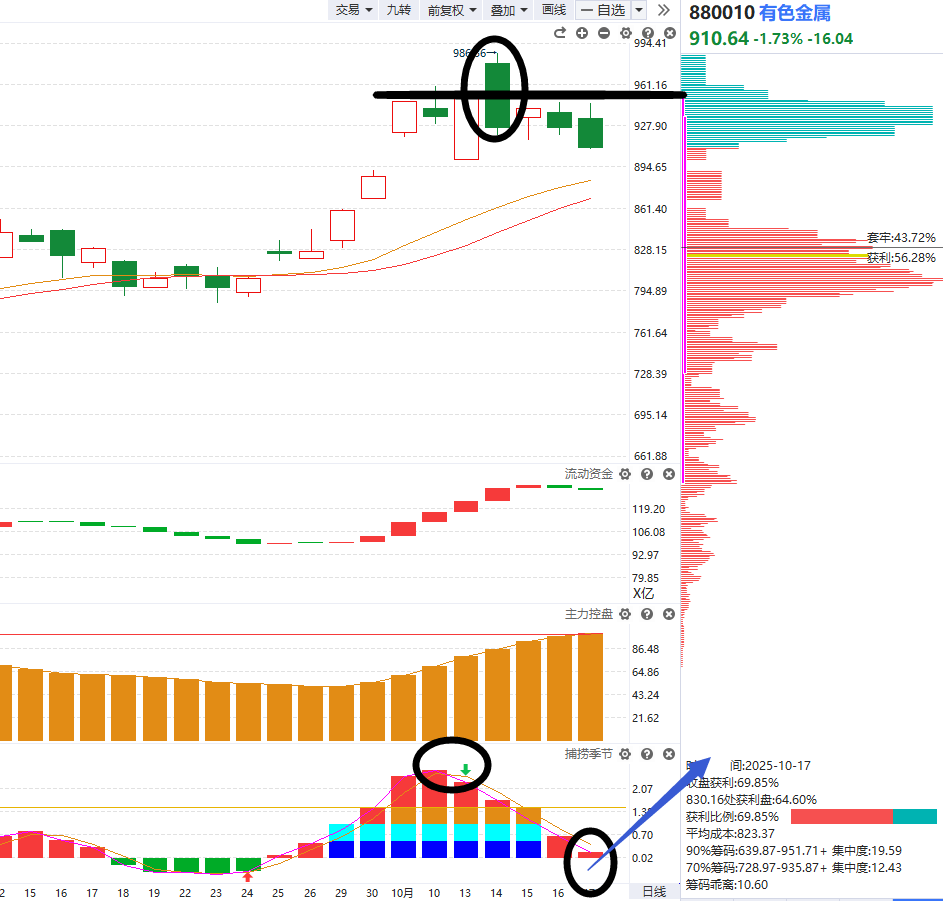 交易 九转 前复权 叠加 画线 一自选
880010 有色金属
910.64 -1.73% -16.04
994.41
961.16
927.90
894.65
861.40
828.15
794.89
761.64
728.39
695.14
661.88
套牢:43.72%
获利:56.28%
流动资金
119.20
106.08
92.97
79.85
X亿
主力控盘
86.48
64.86
43.24
21.62
捕捞季节
2.07
0.70
0.02
间:2025-10-17
收盘获利:69.85%
830.16处获利盘:64.60%
获利比例:69.85%
平均成本:823.37
90%筹码:639.87-951.71+ 集中度:19.59
70%筹码:728.97-935.87+ 集中度:12.43
筹码乖离:10.60
2 15 16 17 18 19 22 23 24 25 26 29 30 10月 10 13 14 15 16 日线